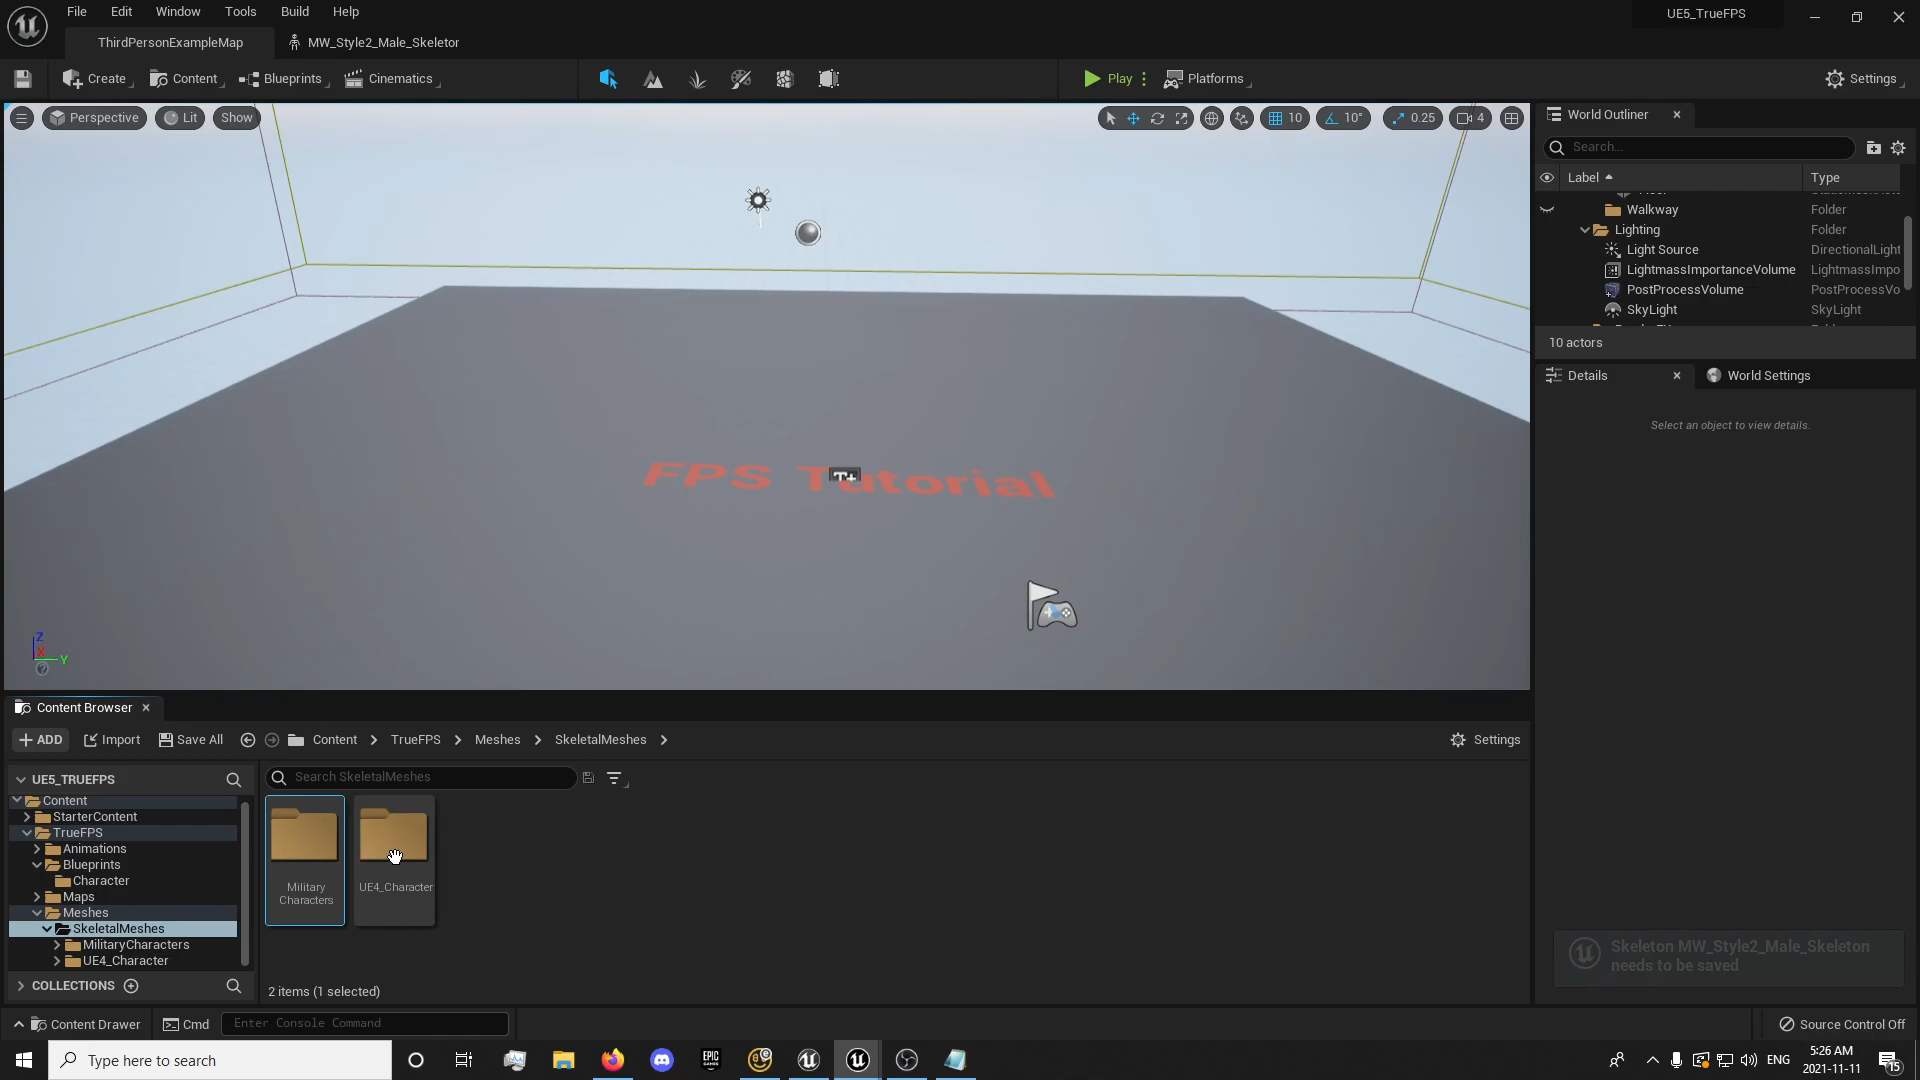 File Edit Window Tools Build Help
UE5_TrueFPS
ThirdPersonExampleMap
MW_Style2_Male_Skeletor
Create
Content
Blueprints
Cinematics
Play
Platforms
Settings
Perspective
Lit
Show
10
10°
0.25
4
World Outliner
Search...
Label
Type
Walkway Folder
Lighting Folder
Light Source DirectionalLight
LightmassImportanceVolume LightmassImpo
PostProcessVolume PostProcessVo
SkyLight SkyLight
10 actors
Details
World Settings
Select an object to view details.
FPS Tutorial
T+
Z
X
Y
Content Browser
ADD
Import
Save All
Content
TrueFPS
Meshes
SkeletalMeshes
Settings
UE5_TRUEFPS
Search SkeletalMeshes
Content
StarterContent
TrueFPS
Animations
Blueprints
Character
Maps
Meshes
SkeletalMeshes
MilitaryCharacters
UE4_Character
COLLECTIONS
Military
Characters
UE4_Character
2 items (1 selected)
Skeleton MW_Style2_Male_Skeleton
needs to be saved
Content Drawer
Cmd
Enter Console Command
Source Control Off
Type here to search
EPIC
GAMES
ENG
5:26 AM
2021-11-11
15